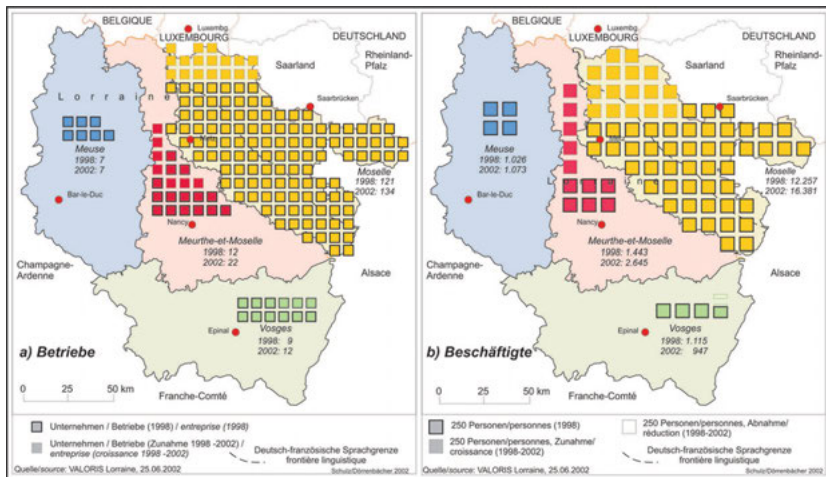 BELGIQUE
Luxembg.
LUXEMBOURG
DEUTSCHLAND
Rheinland-
Pfalz
Saarland
Lorraine
Saarbrücken
Metz
Meuse
1998: 7
2002: 7
Moselle
1998: 121
2002: 134
Bar-le-Duc
Nancy
Meurthe-et-Moselle
1998: 12
2002: 22
Champagne-
Ardenne
Alsace
Epinal
Vosges
1998: 9
2002: 12
a) Betriebe
0 25 50 km
Franche-Comté
Unternehmen / Betriebe (1998) / entreprise (1998)
Unternehmen / Betriebe (Zunahme 1998 -2002) /
entreprise (croissance 1998 -2002)
Deutsch-französische Sprachgrenze
frontière linguistique
Quelle/source: VALORIS Lorraine, 25.06.2002
Schulz/Dörrenbächer 2002
BELGIQUE
Luxembg.
LUXEMBOURG
DEUTSCHLAND
Rheinland-
Pfalz
Saarland
Saarbrücken
Meuse
1998: 1.026
2002: 1.073
Moselle
1998: 12.257
2002: 16.381
Bar-le-Duc
Nancy
Meurthe-et-Moselle
1998: 1.443
2002: 2.645
Champagne-
Ardenne
Alsace
Epinal
Vosges
1998: 1.115
2002: 947
b) Beschäftigte
0 25 50 km
Franche-Comté
250 Personen/personnes (1998)
250 Personen/personnes, Zunahme/
croissance (1998-2002)
250 Personen/personnes, Abnahme/
réduction (1998-2002)
Deutsch-französische Sprachgrenze
frontière linguistique
Quelle/source: VALORIS Lorraine, 25.06.2002
Schulz/Dörrenbächer 2002